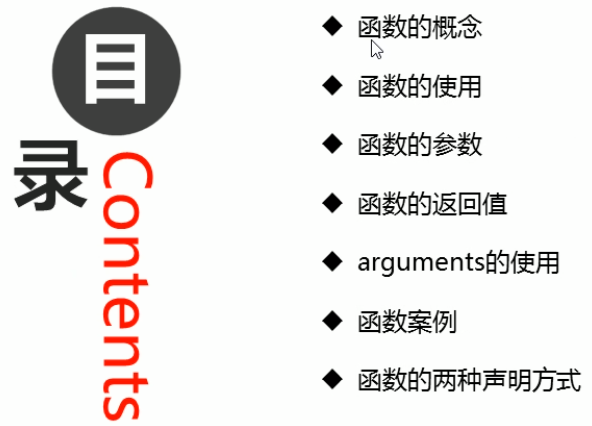 目录
Contents
◆ 函数的概念
◆ 函数的使用
◆ 函数的参数
◆ 函数的返回值
◆ arguments的使用
◆ 函数案例
◆ 函数的两种声明方式